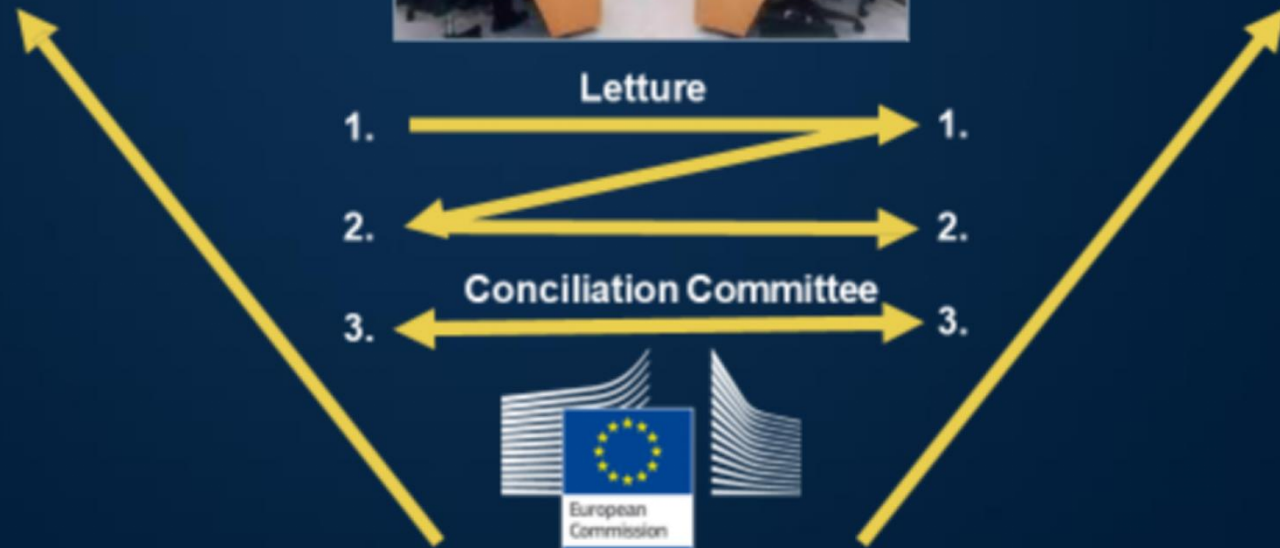 Letture
1. 1.
2. 2.
Conciliation Committee
3. 3.
European
Commission